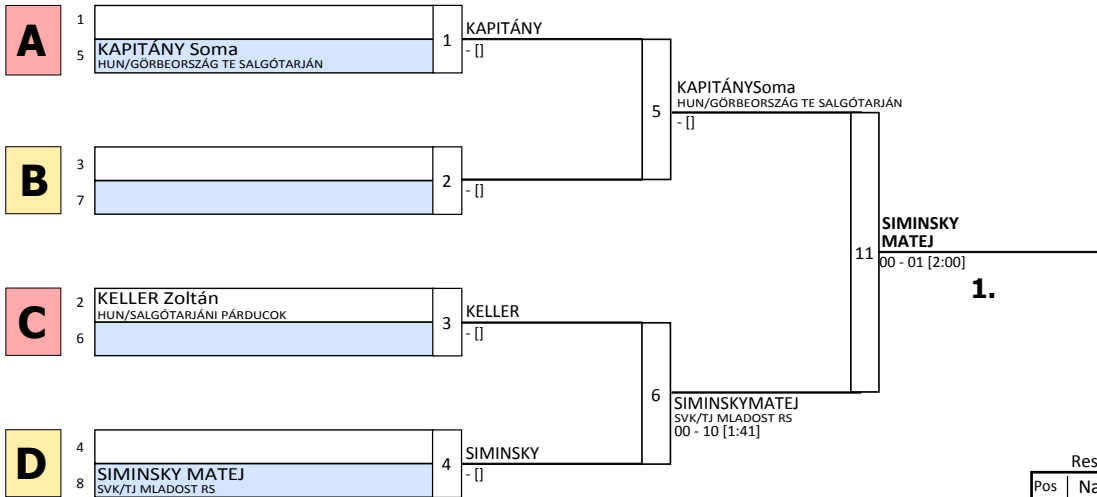 A
1
5
KAPITÁNY Soma
HUN/GÖRBEORSZÁG TE SALGÓTARJÁN
1
KAPITÁNY
- []
B
3
7
2
- []
5
KAPITÁNYSoma
HUN/GÖRBEORSZÁG TE SALGÓTARJÁN
- []
C
2
6
KELLER Zoltán
HUN/SALGÓTARJÁNI PÁRDUCOK
3
KELLER
- []
D
4
8
SIMINSKY MATEJ
SVK/TJ MLADOST RS
4
SIMINSKY
- []
6
SIMINSKYMATEJ
SVK/TJ MLADOST RS
00 - 10 [1:41]
11
SIMINSKY
MATEJ
00 - 01 [2:00]
1.
Res
Pos Na